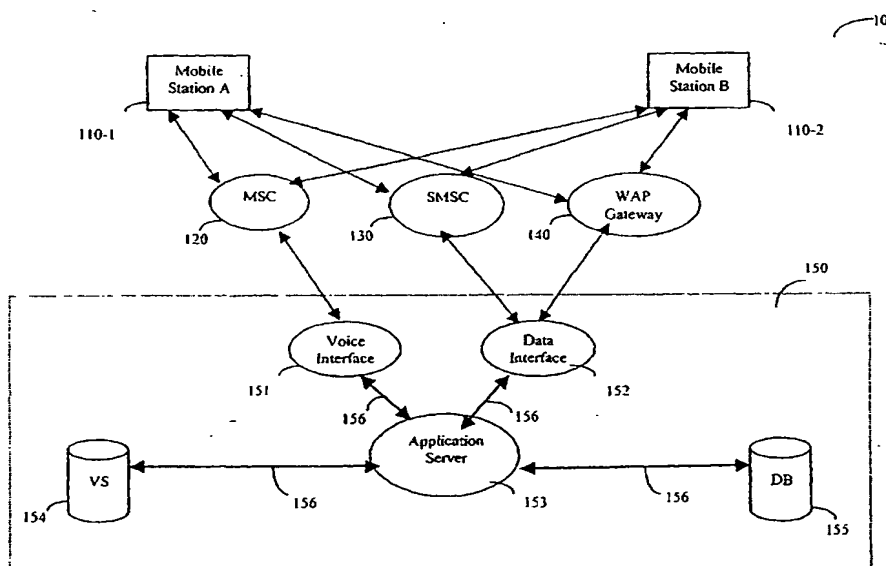 10
Mobile
Station A
Mobile
Station B
110-1
110-2
MSC
SMSC
WAP
Gateway
120
130
140
150
Voice
Interface
Data
Interface
151
152
156
156
Application
Server
VS
DB
154
156
153
156
155